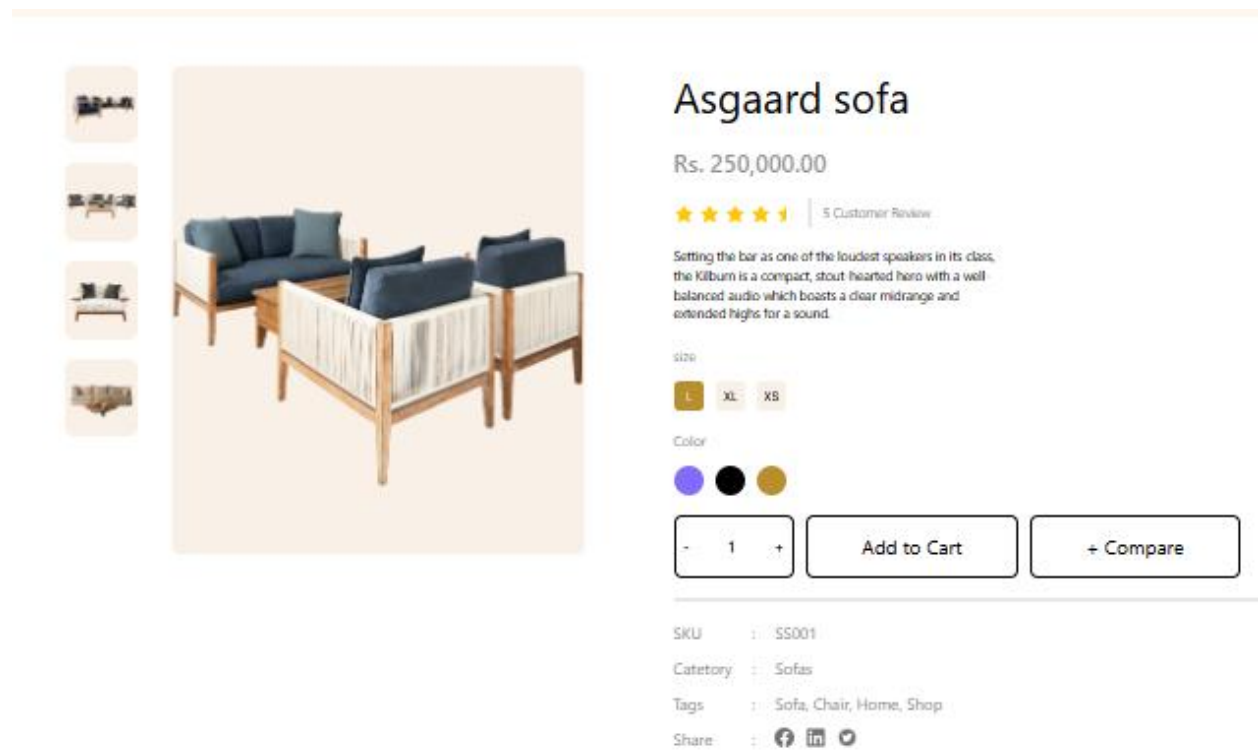 Asgaard sofa
Rs. 250,000.00
5 Customer Review
Setting the bar as one of the loudest speakers in its class,
the Kilburn is a compact, stout-hearted hero with a well-
balanced audio which boasts a clear midrange and
extended highs for a sound.
size
L XL XS
Color
- 1 + Add to Cart + Compare
SKU : SS001
Catetory : Sofas
Tags : Sofa, Chair, Home, Shop
Share :